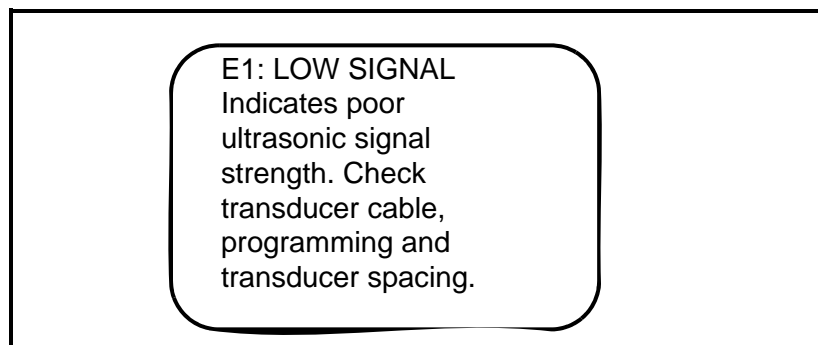 E1: LOW SIGNAL
Indicates poor
ultrasonic signal
strength. Check
transducer cable,
programming and
transducer spacing.